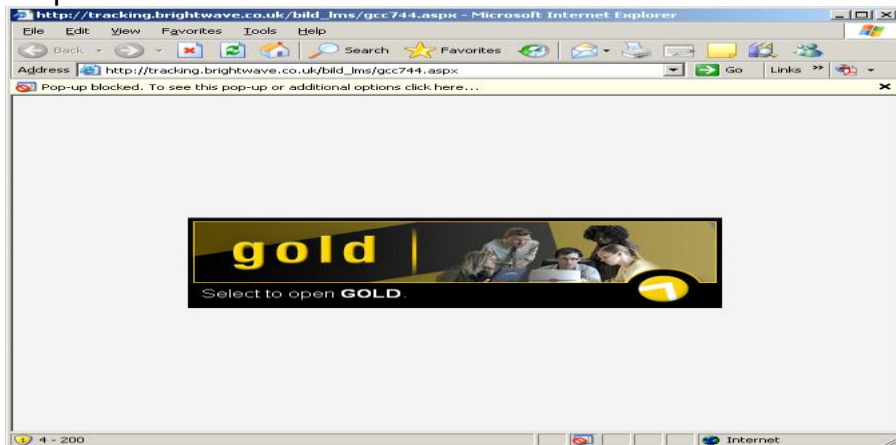 http://tracking.brightwave.co.uk/bild_lms/gcc744.aspx - Microsoft Internet Explorer
File Edit View Favorites Tools Help
Back Search Favorites
Address http://tracking.brightwave.co.uk/bild_lms/gcc744.aspx Go Links »
Pop-up blocked. To see this pop-up or additional options click here...
gold
Select to open GOLD.
4 - 200 Internet